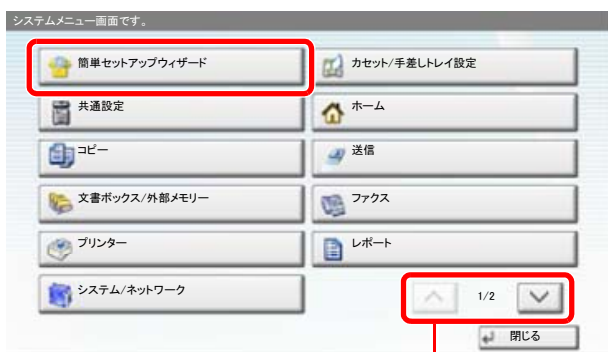 システムメニュー画面です。
簡単セットアップウィザード
カセット/手差しトレイ設定
共通設定
ホーム
コピー
送信
文書ボックス/外部メモリー
ファクス
プリンター
レポート
システム/ネットワーク
1/2
閉じる